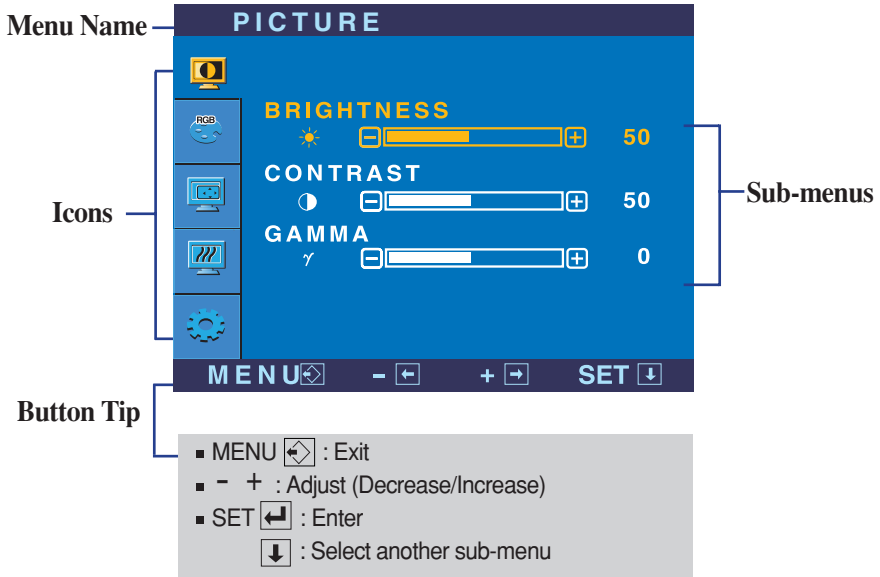 Menu Name
PICTURE
RGB
BRIGHTNESS
50
CONTRAST
50
GAMMA
γ 0
Icons
Sub-menus
MENU - + SET
Button Tip
MENU : Exit
- + : Adjust (Decrease/Increase)
SET : Enter
: Select another sub-menu